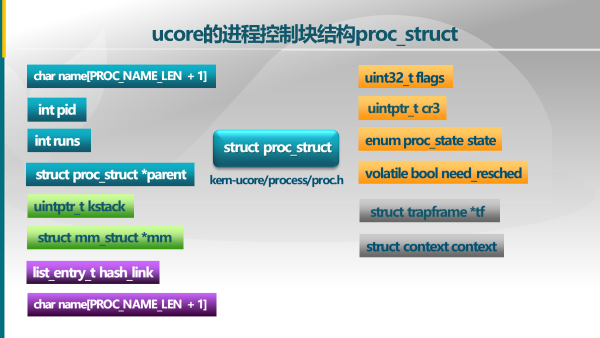 ucore的进程控制块结构proc_struct
char name[PROC_NAME_LEN + 1]
int pid
int runs
struct proc_struct *parent
uintptr_t kstack
struct mm_struct *mm
list_entry_t hash_link
char name[PROC_NAME_LEN + 1]
struct proc_struct
kern-ucore/process/proc.h
uint32_t flags
uintptr_t cr3
enum proc_state state
volatile bool need_resched
struct trapframe *tf
struct context context